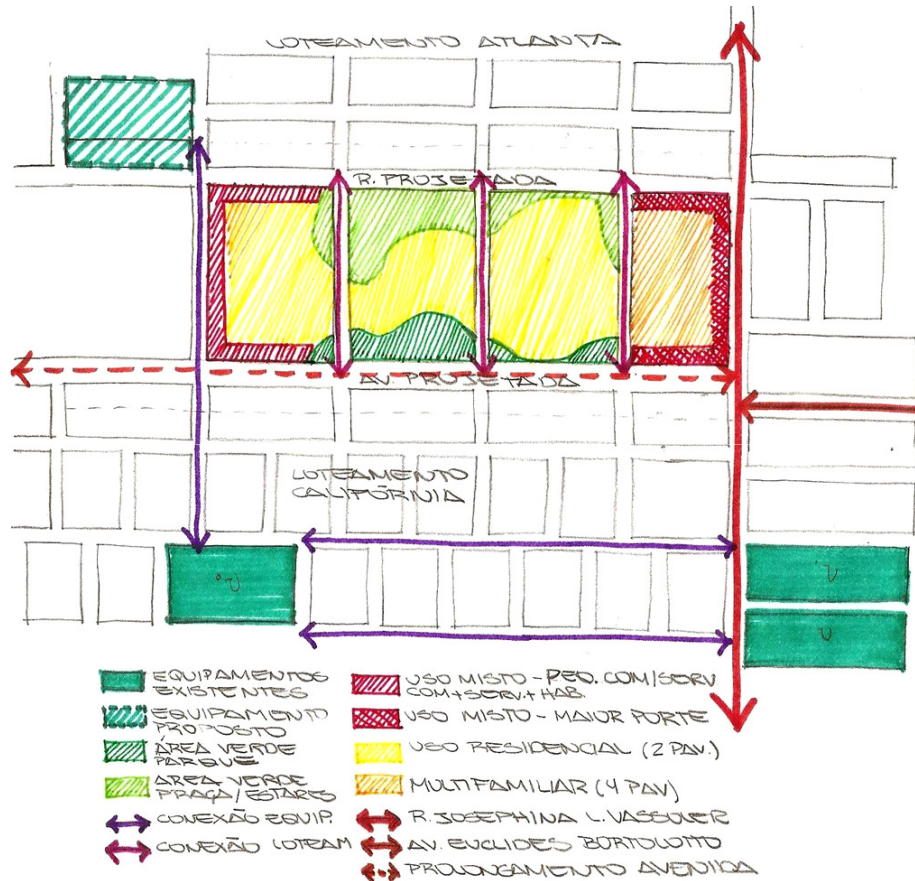 LOTEAMENTO ATLANTA
R. PROJETADA
AV. PROJETADA
LOTEAMENTO
CALIFÓRNIA
EQUIPAMENTOS
EXISTENTES
EQUIPAMENTO
PROPOSTO
ÁREA VERDE
PARQUE
AREA VERDE
PRAÇA/ESTARES
CONEXÃO EQUIP.
CONEXÃO LOTEAM
USO MISTO - PEQ. COM/SERV
COM+SERV.+HAB.
USO MISTO - MAIOR PORTE
USO RESIDENCIAL (2 PAV.)
MULTIFAMILIAR (4 PAV)
R. JOSEPHINA L. VASSOLER
AV. EUCLIDES BORTOLOTTO
PROLONGAMENTO AVENIDA